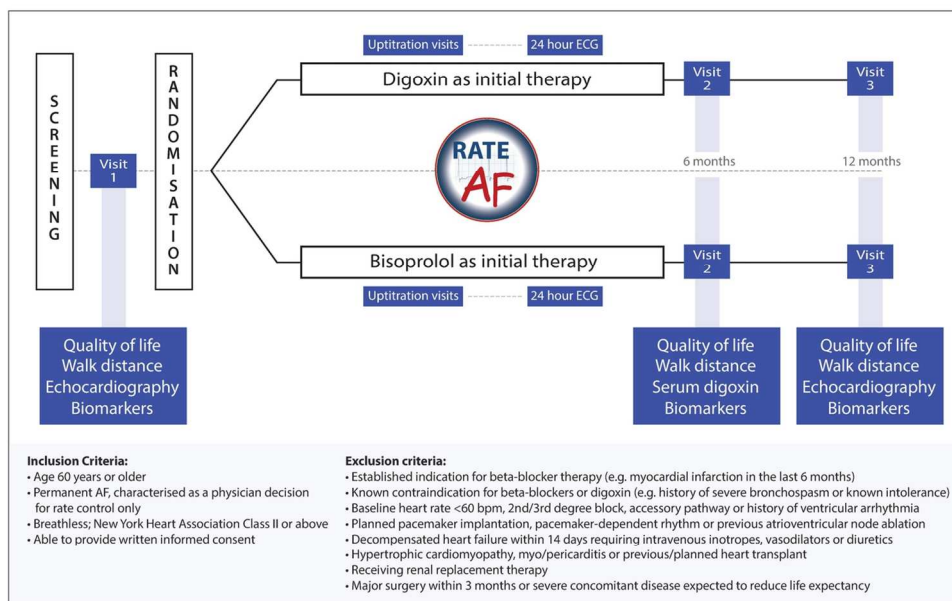 SCREENING
Visit
1
RANDOMISATION
Uptitration visits
24 hour ECG
Digoxin as initial therapy
Visit
2
Visit
3
RATE
AF
6 months
12 months
Bisoprolol as initial therapy
Visit
2
Visit
3
Uptitration visits
24 hour ECG
Quality of life
Walk distance
Echocardiography
Biomarkers
Quality of life
Walk distance
Serum digoxin
Biomarkers
Quality of life
Walk distance
Echocardiography
Biomarkers
Inclusion Criteria:
• Age 60 years or older
• Permanent AF, characterised as a physician decision
for rate control only
• Breathless; New York Heart Association Class II or above
• Able to provide written informed consent
Exclusion criteria:
• Established indication for beta-blocker therapy (e.g. myocardial infarction in the last 6 months)
• Known contraindication for beta-blockers or digoxin (e.g. history of severe bronchospasm or known intolerance)
• Baseline heart rate <60 bpm, 2nd/3rd degree block, accessory pathway or history of ventricular arrhythmia
• Planned pacemaker implantation, pacemaker-dependent rhythm or previous atrioventricular node ablation
• Decompensated heart failure within 14 days requiring intravenous inotropes, vasodilators or diuretics
• Hypertrophic cardiomyopathy, myo/pericarditis or previous/planned heart transplant
• Receiving renal replacement therapy
• Major surgery within 3 months or severe concomitant disease expected to reduce life expectancy